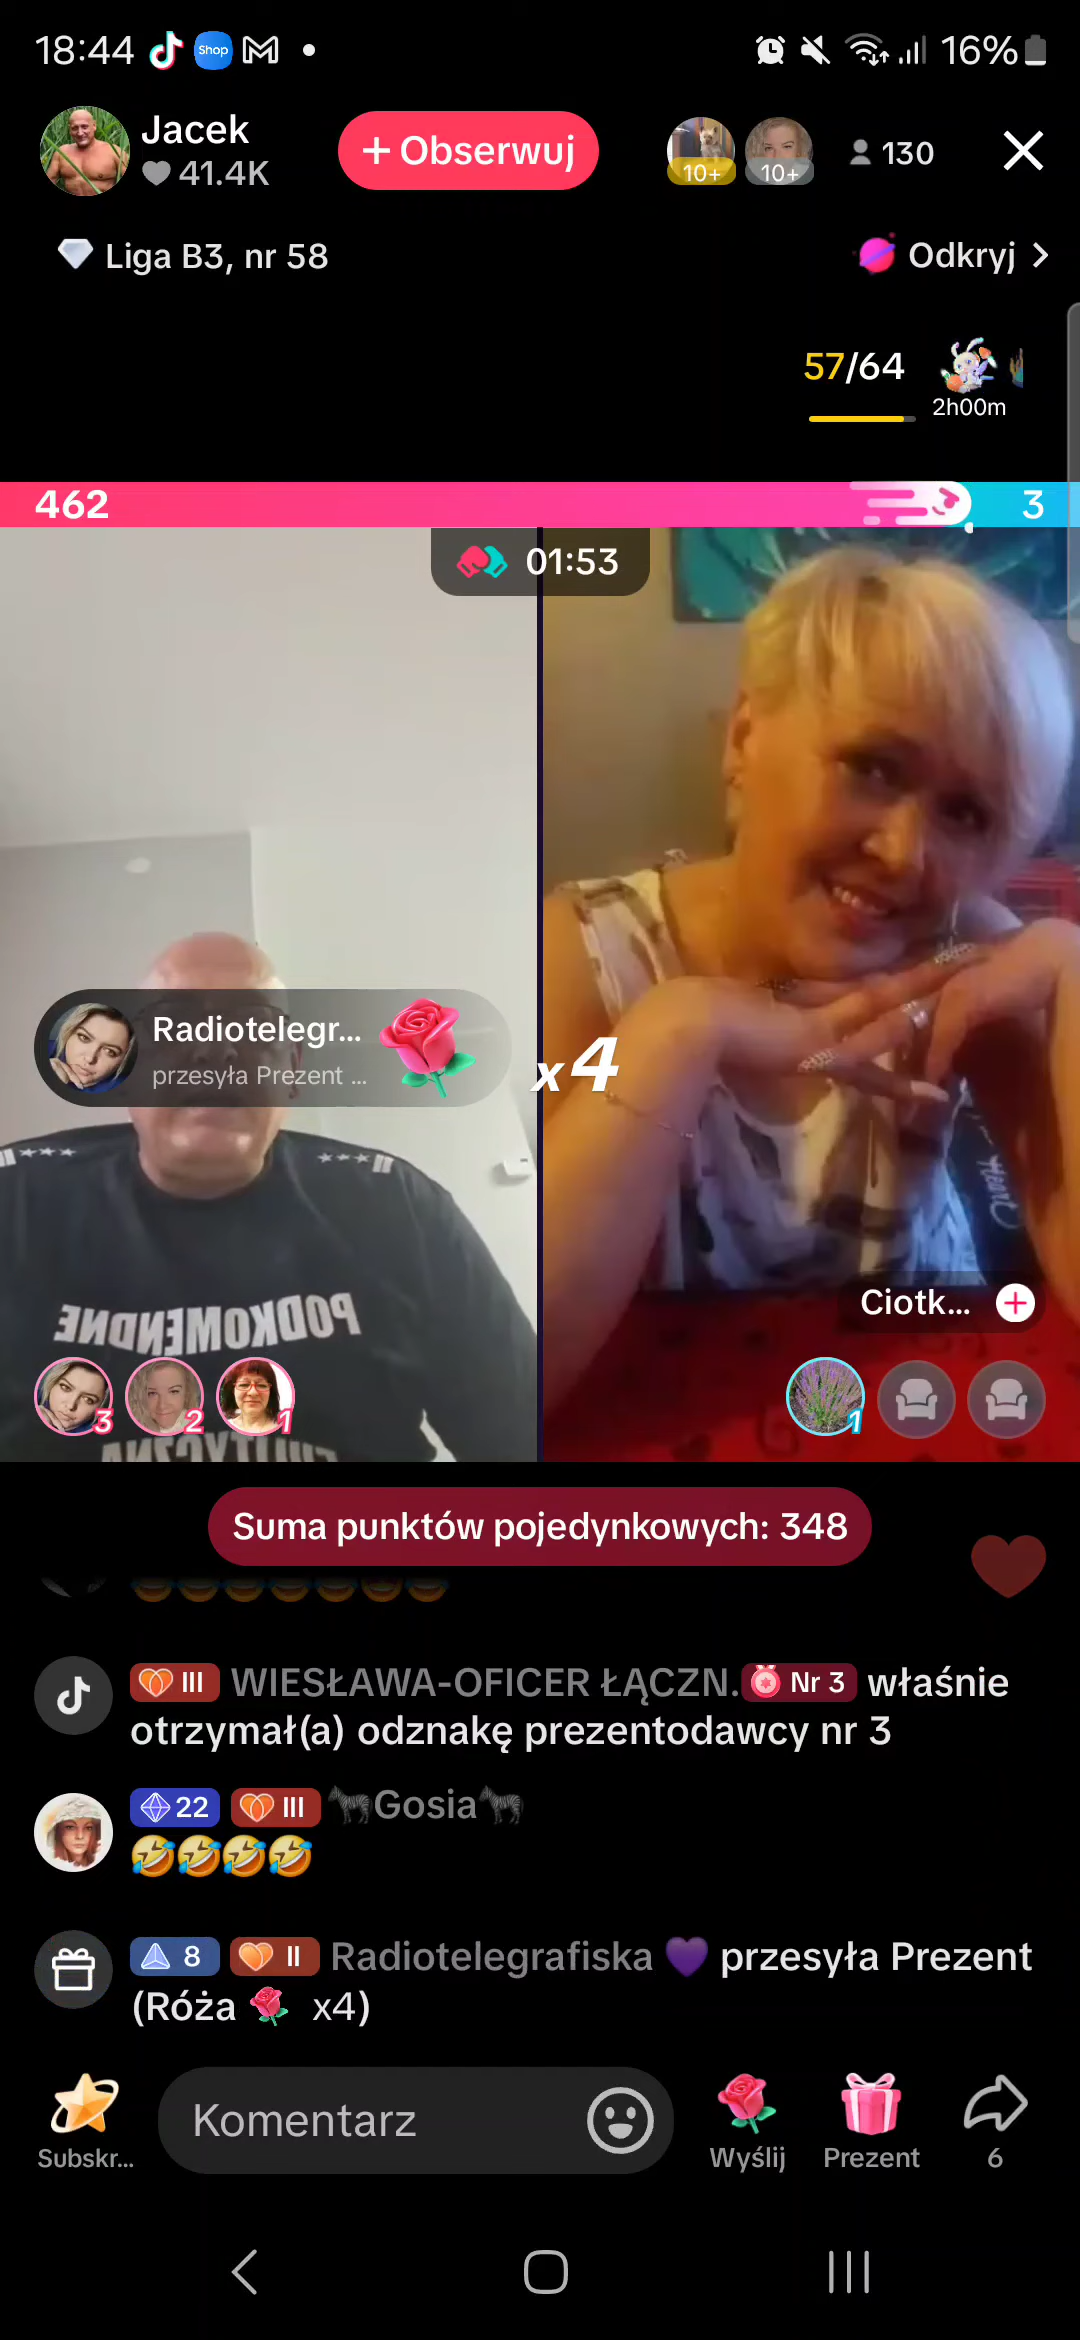 18:44 Shop 16%
Jacek
41.4K
+ Obserwuj
10+ 10+
130
Liga B3, nr 58
Odkryj >
57/64
2h00m
462 3
01:53
Radiotelegr...
przesyła Prezent ...
x4
PODKOMENDNE
Ciotk...
3 2 1 1
Suma punktów pojedynkowych: 348
III WIESŁAWA-OFICER ŁĄCZN. Nr 3 właśnie
otrzymał(a) odznakę prezentodawcy nr 3
22 III 🦓Gosia🦓
🤣🤣🤣🤣
8 II Radiotelegrafiska 💜 przesyła Prezent
(Róża 🌹 x4)
Komentarz
Subskr... Wyślij Prezent 6